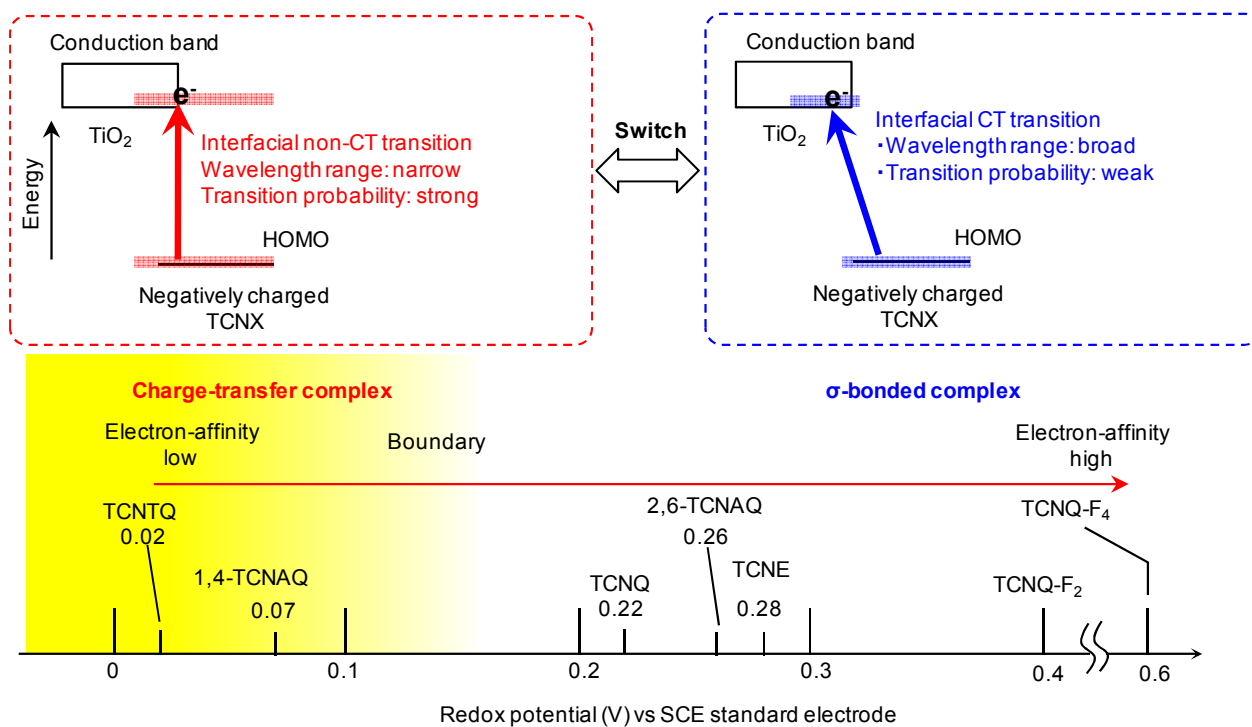 Conduction band
e-
TiO2
Interfacial non-CT transition
Wavelength range: narrow
Transition probability: strong
Energy
HOMO
Negatively charged
TCNX
Switch
Conduction band
e-
TiO2
Interfacial CT transition
・Wavelength range: broad
・Transition probability: weak
HOMO
Negatively charged
TCNX
Charge-transfer complex
σ-bonded complex
Electron-affinity
low
Boundary
Electron-affinity
high
TCNTQ
0.02
1,4-TCNAQ
0.07
TCNQ
0.22
2,6-TCNAQ
0.26
TCNE
0.28
TCNQ-F2
TCNQ-F4
0
0.1
0.2
0.3
0.4
0.6
Redox potential (V) vs SCE standard electrode